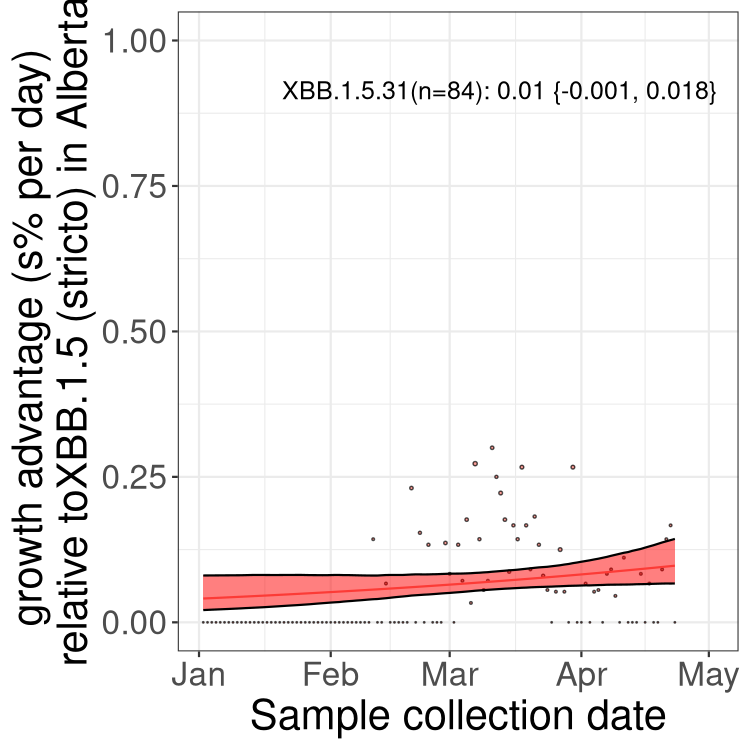 growth advantage (s% per day)
relative toXBB.1.5 (stricto) in Alberta
1.00
0.75
0.50
0.25
0.00
XBB.1.5.31(n=84): 0.01 {-0.001, 0.018}
Jan Feb Mar Apr May
Sample collection date